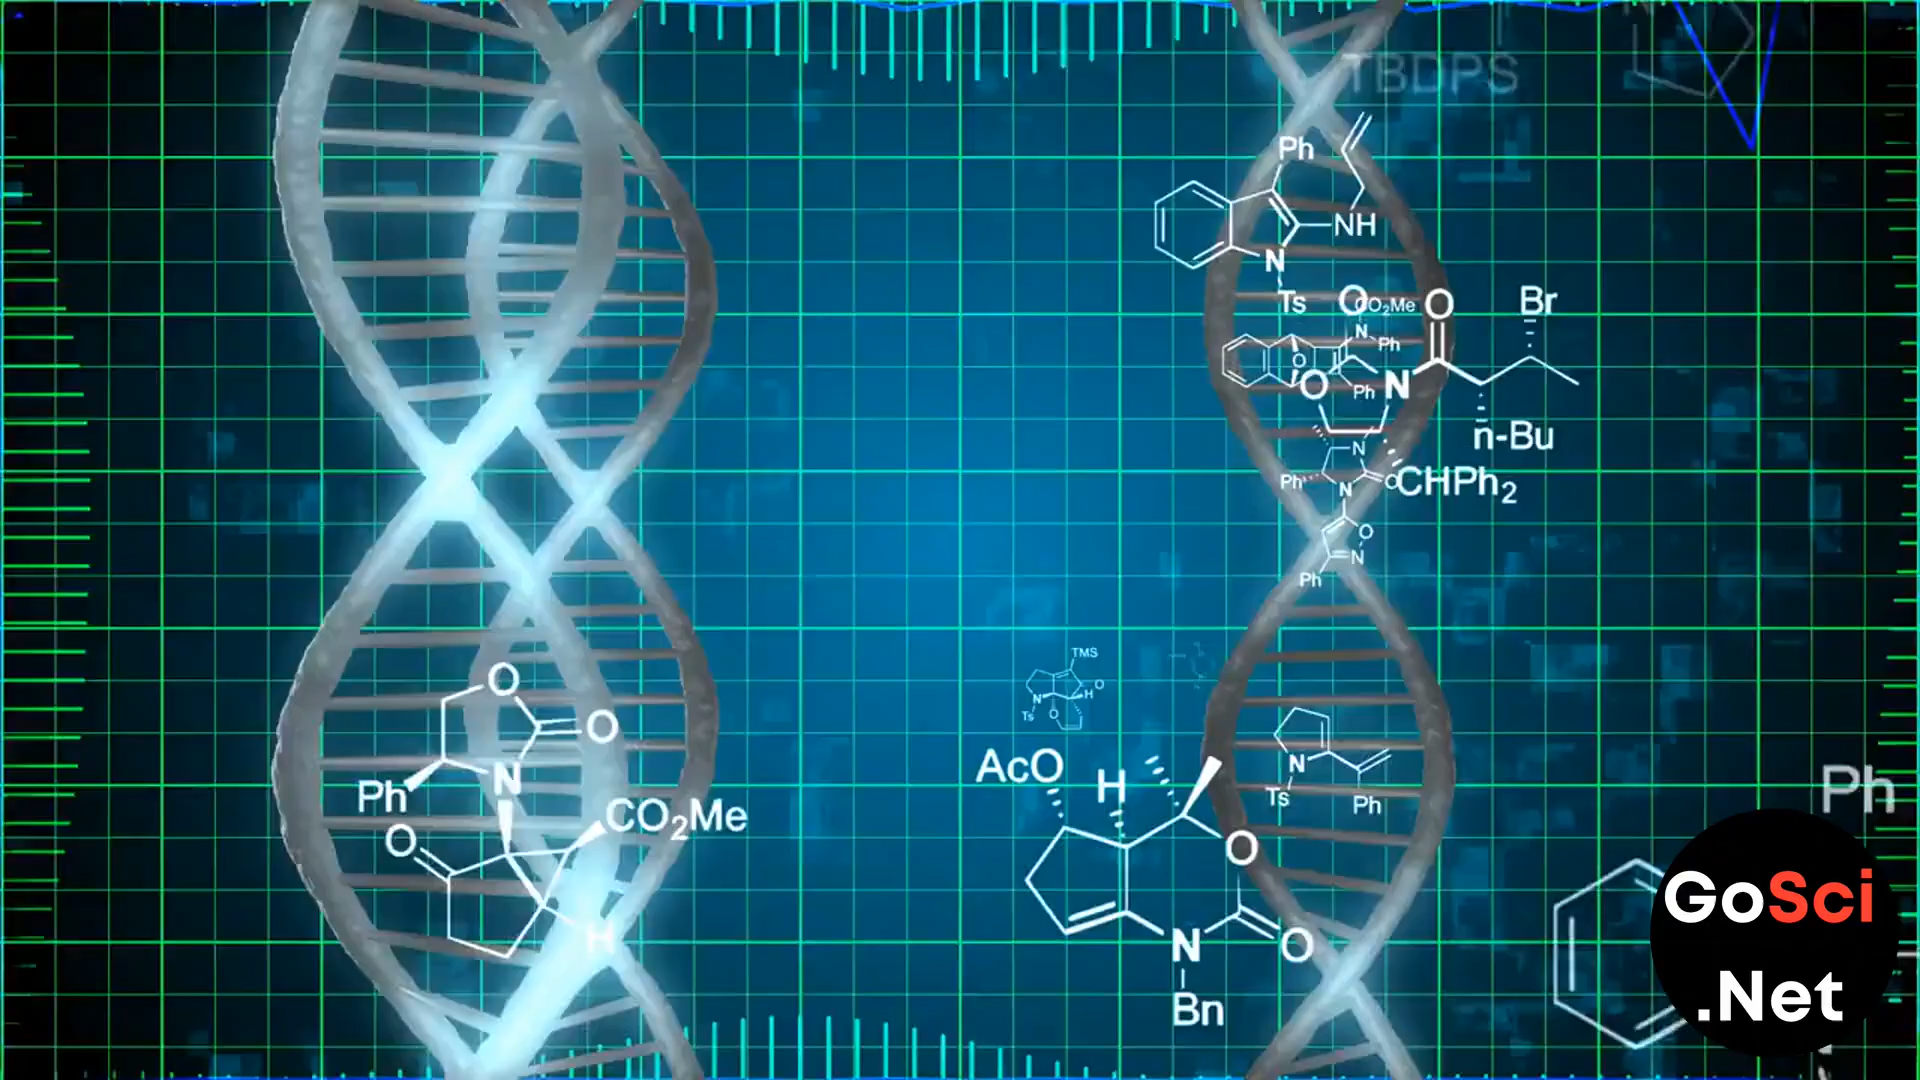 TBDPS
Ph
NH
N
Ts
O
CO₂Me
N
Ph
O
Ph
O
Br
O
N
n-Bu
CHPh₂
N
Ph
O
N
O
N
Ph
O
O
N
Ph
CO₂Me
O
H
TMS
O
H
N
Ts
O
AcO
H
O
O
N
Bn
N
Ts
Ph
Ph
GoSci
.Net